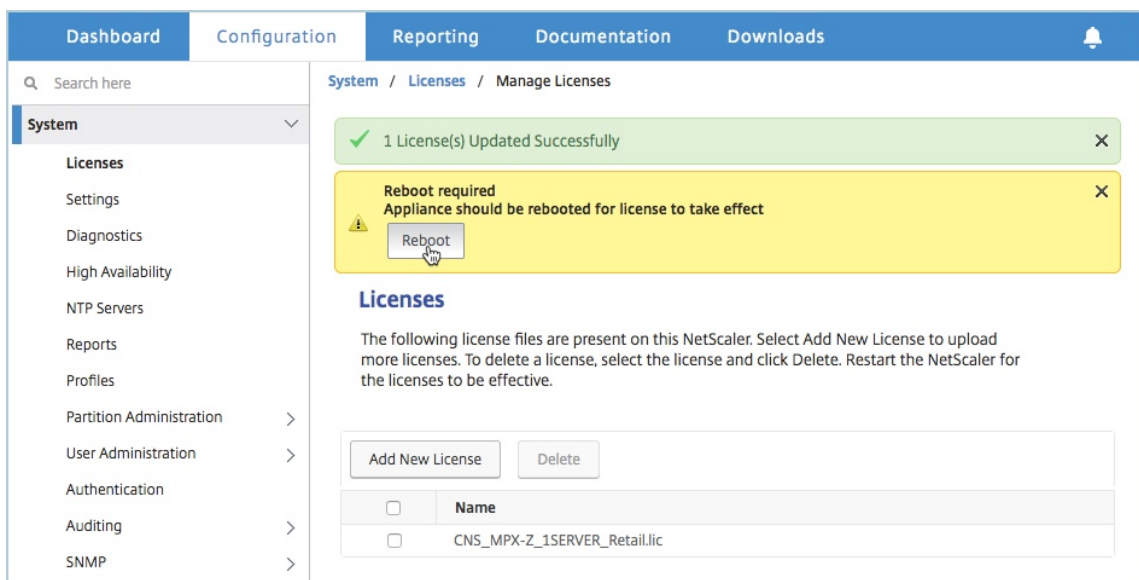 Dashboard Configuration Reporting Documentation Downloads
Search here
System
Licenses
Settings
Diagnostics
High Availability
NTP Servers
Reports
Profiles
Partition Administration
User Administration
Authentication
Auditing
SNMP
System / Licenses / Manage Licenses
1 License(s) Updated Successfully
Reboot required
Appliance should be rebooted for license to take effect
Reboot
Licenses
The following license files are present on this NetScaler. Select Add New License to upload
more licenses. To delete a license, select the license and click Delete. Restart the NetScaler for
the licenses to be effective.
Add New License Delete
Name
CNS_MPX-Z_1SERVER_Retail.lic